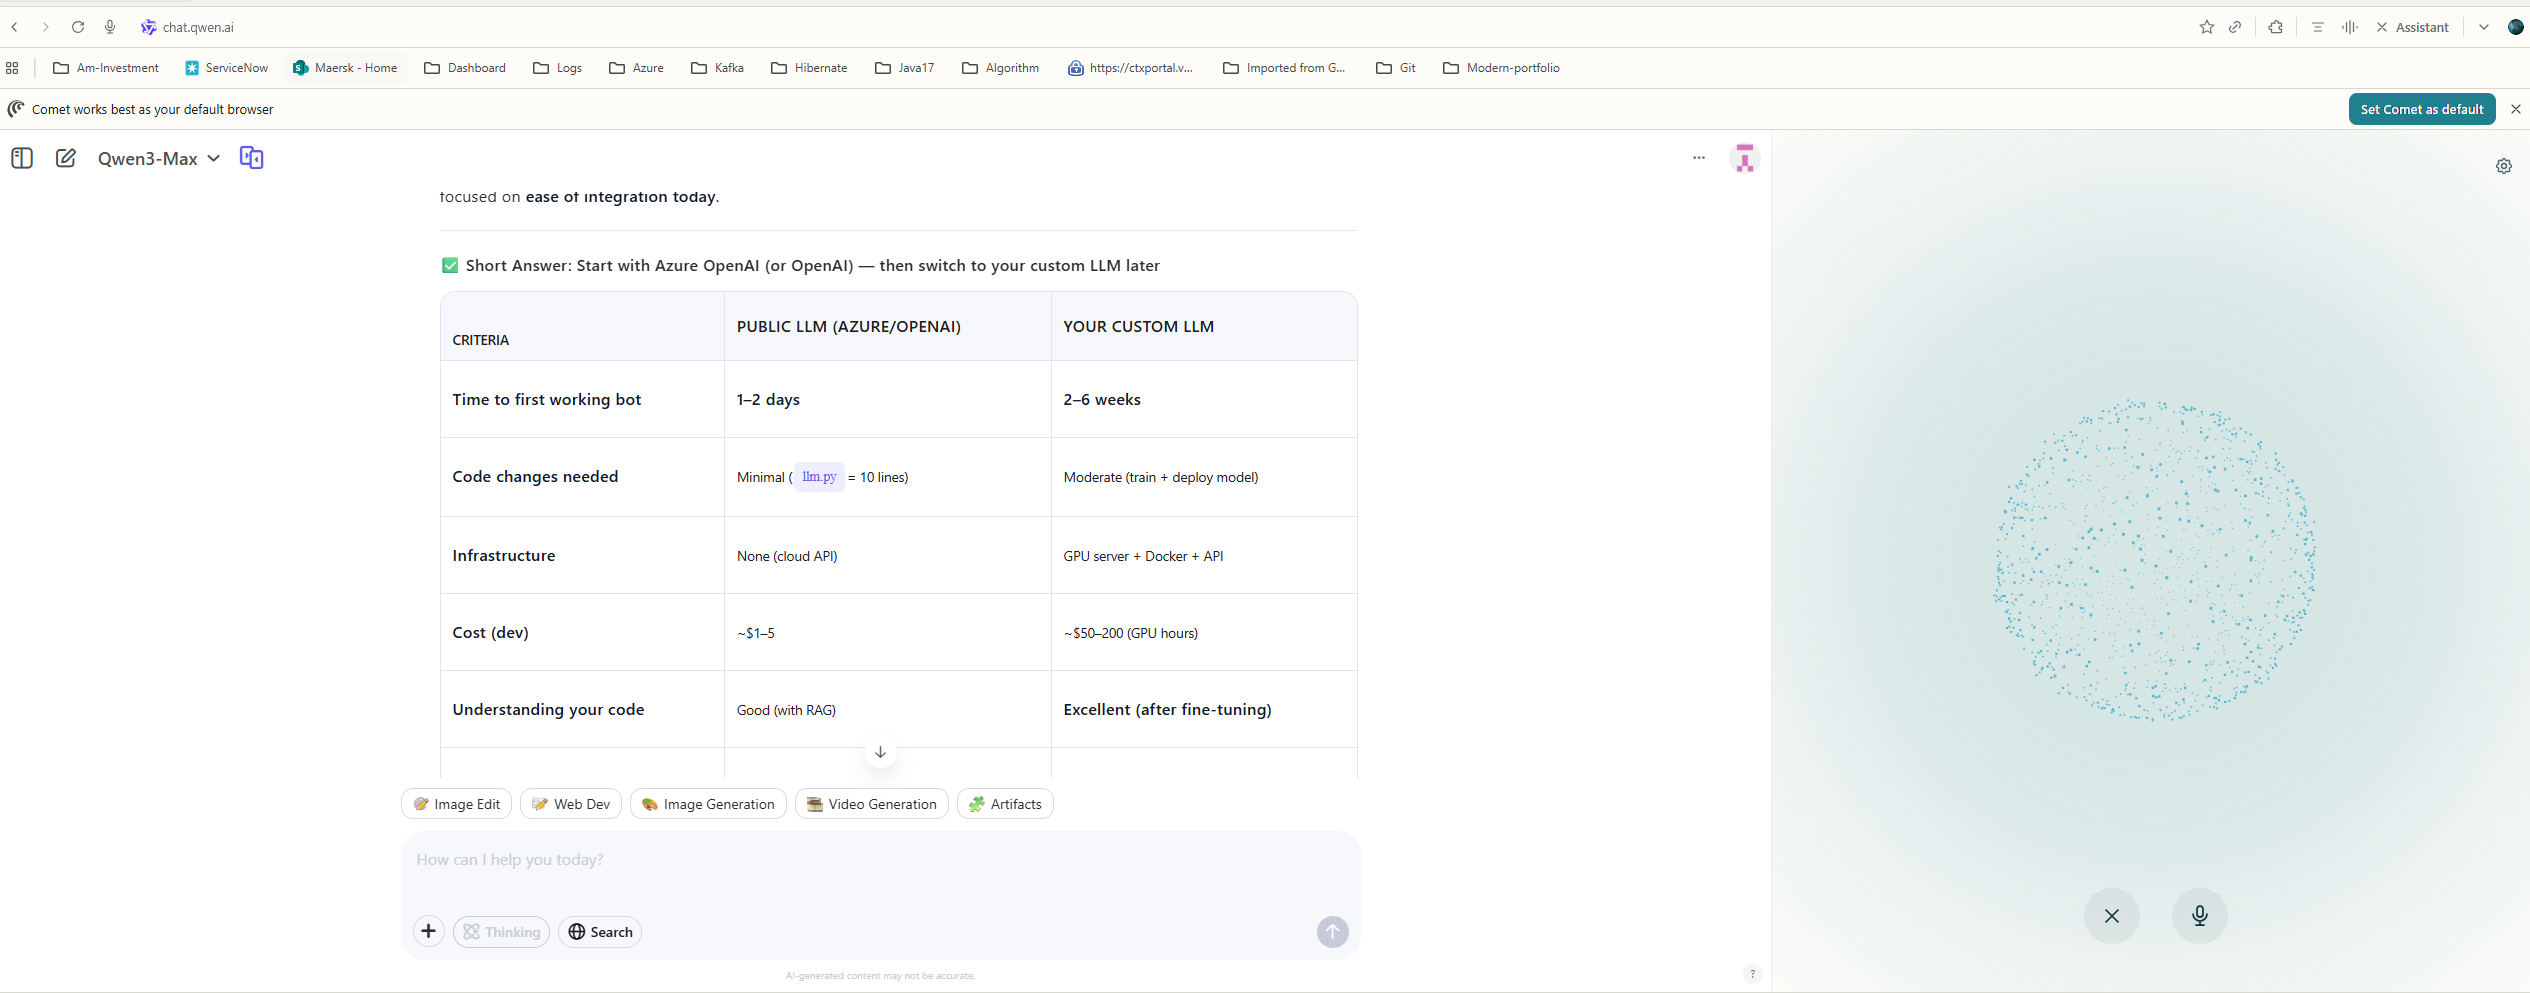 chat.qwen.ai
Assistant
Am-Investment
ServiceNow
Maersk - Home
Dashboard
Logs
Azure
Kafka
Hibernate
Java17
Algorithm
https://ctxportal.v...
Imported from G...
Git
Modern-portfolio
Comet works best as your default browser
Set Comet as default
Qwen3-Max
focused on ease of integration today.
Short Answer: Start with Azure OpenAI (or OpenAI) — then switch to your custom LLM later
CRITERIA
PUBLIC LLM (AZURE/OPENAI)
YOUR CUSTOM LLM
Time to first working bot
1–2 days
2–6 weeks
Code changes needed
Minimal ( llm.py = 10 lines)
Moderate (train + deploy model)
Infrastructure
None (cloud API)
GPU server + Docker + API
Cost (dev)
~$1–5
~$50–200 (GPU hours)
Understanding your code
Good (with RAG)
Excellent (after fine-tuning)
Image Edit
Web Dev
Image Generation
Video Generation
Artifacts
How can I help you today?
Thinking
Search
AI-generated content may not be accurate.
?